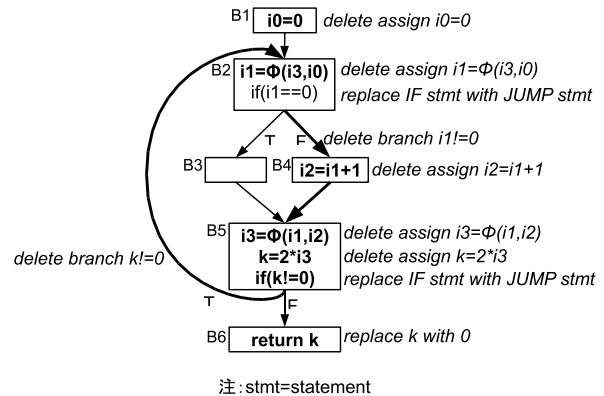 B1 i0=0 delete assign i0=0
B2 i1=Φ(i3,i0) delete assign i1=Φ(i3,i0)
if(i1==0) replace IF stmt with JUMP stmt
T F delete branch i1!=0
B3 B4 i2=i1+1 delete assign i2=i1+1
B5 i3=Φ(i1,i2) delete assign i3=Φ(i1,i2)
k=2*i3 delete assign k=2*i3
delete branch k!=0 if(k!=0) replace IF stmt with JUMP stmt
T F
B6 return k replace k with 0
注：stmt=statement